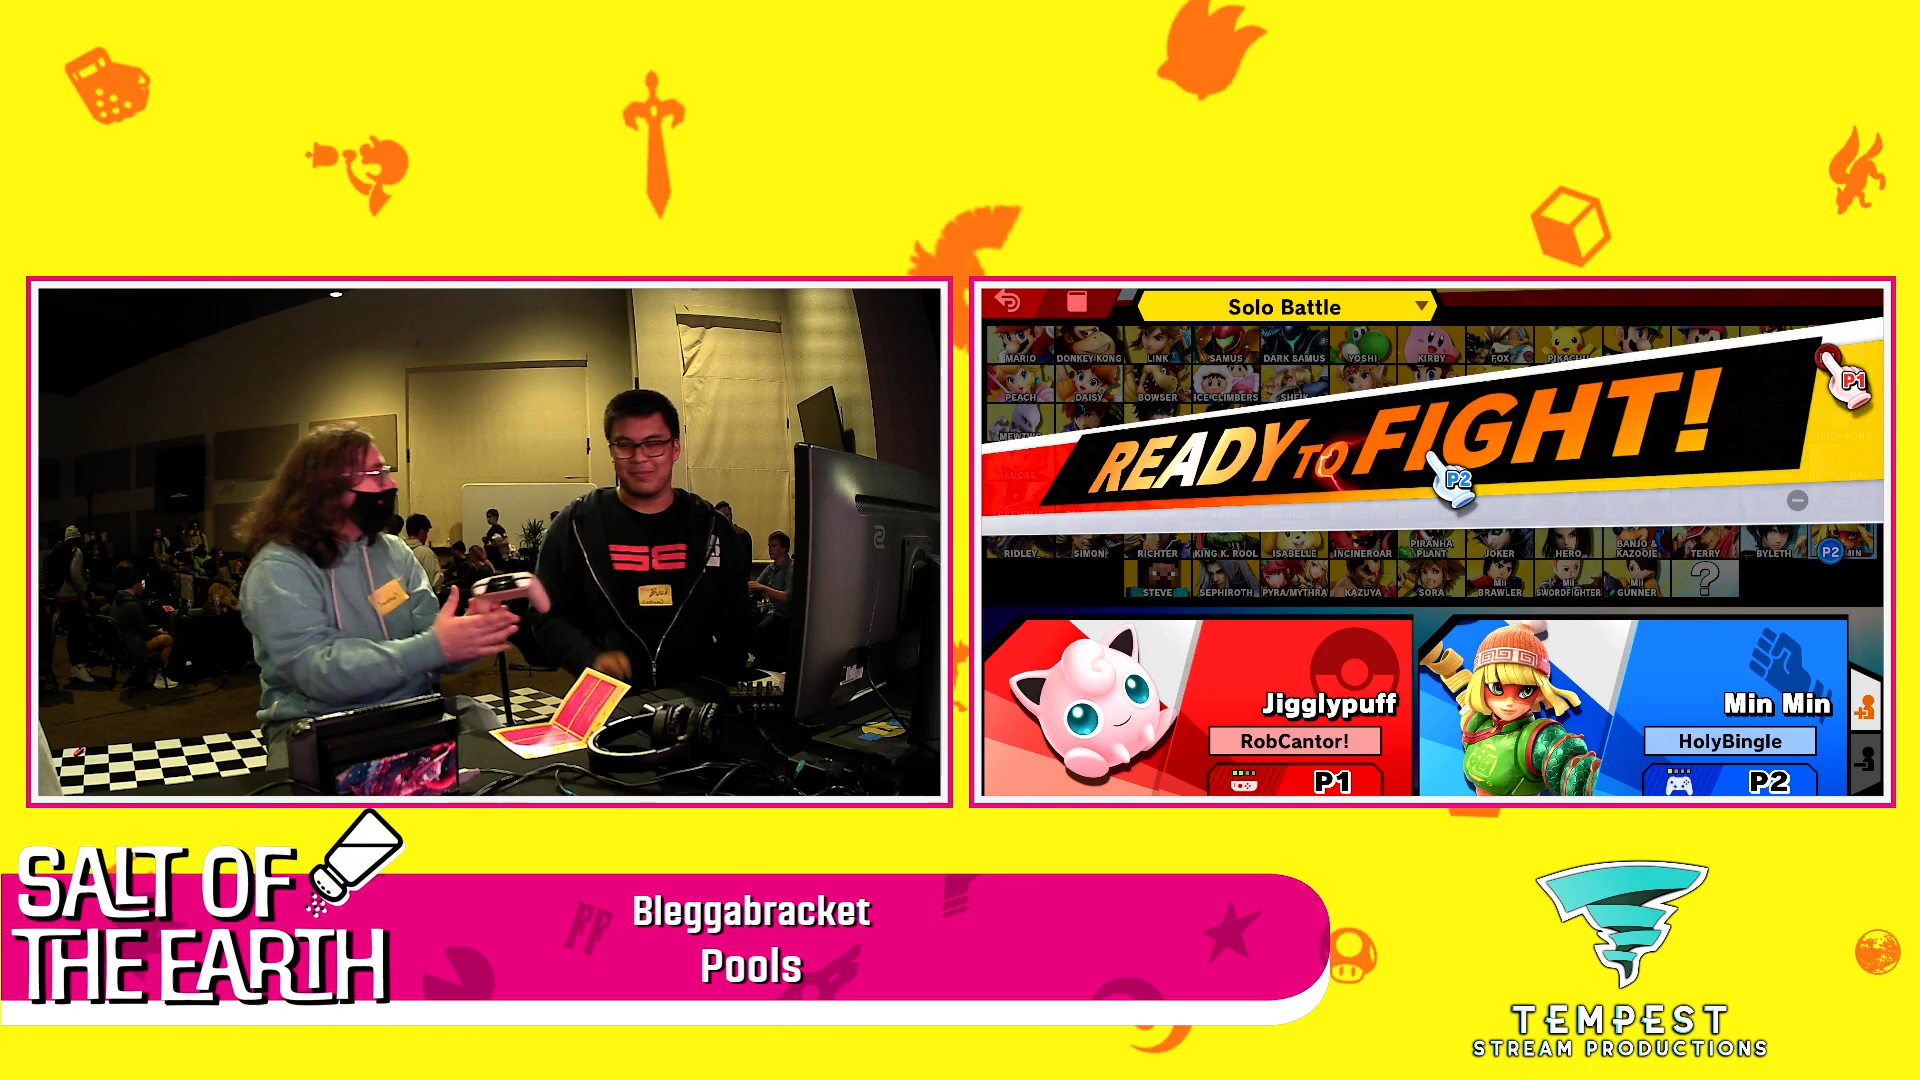 Solo Battle
MARIO
DONKEY KONG
LINK
SAMUS
DARK SAMUS
YOSHI
KIRBY
FOX
PIKACHU
PEACH
DAISY
BOWSER
ICE CLIMBERS
SHEIK
READY TO FIGHT!
P1
P2
RIDLEY
SIMON
RICHTER
KING K. ROOL
ISABELLE
INCINEROAR
PIRANHA PLANT
JOKER
HERO
BANJO & KAZOOIE
TERRY
BYLETH
P2
MIN
STEVE
SEPHIROTH
PYRA/MYTHRA
KAZUYA
SORA
MII BRAWLER
MII SWORDFIGHTER
MII GUNNER
?
Jigglypuff
RobCantor!
P1
Min Min
HolyBingle
P2
SALT OF
THE EARTH
Bleggabracket
Pools
TEMPEST
STREAM PRODUCTIONS